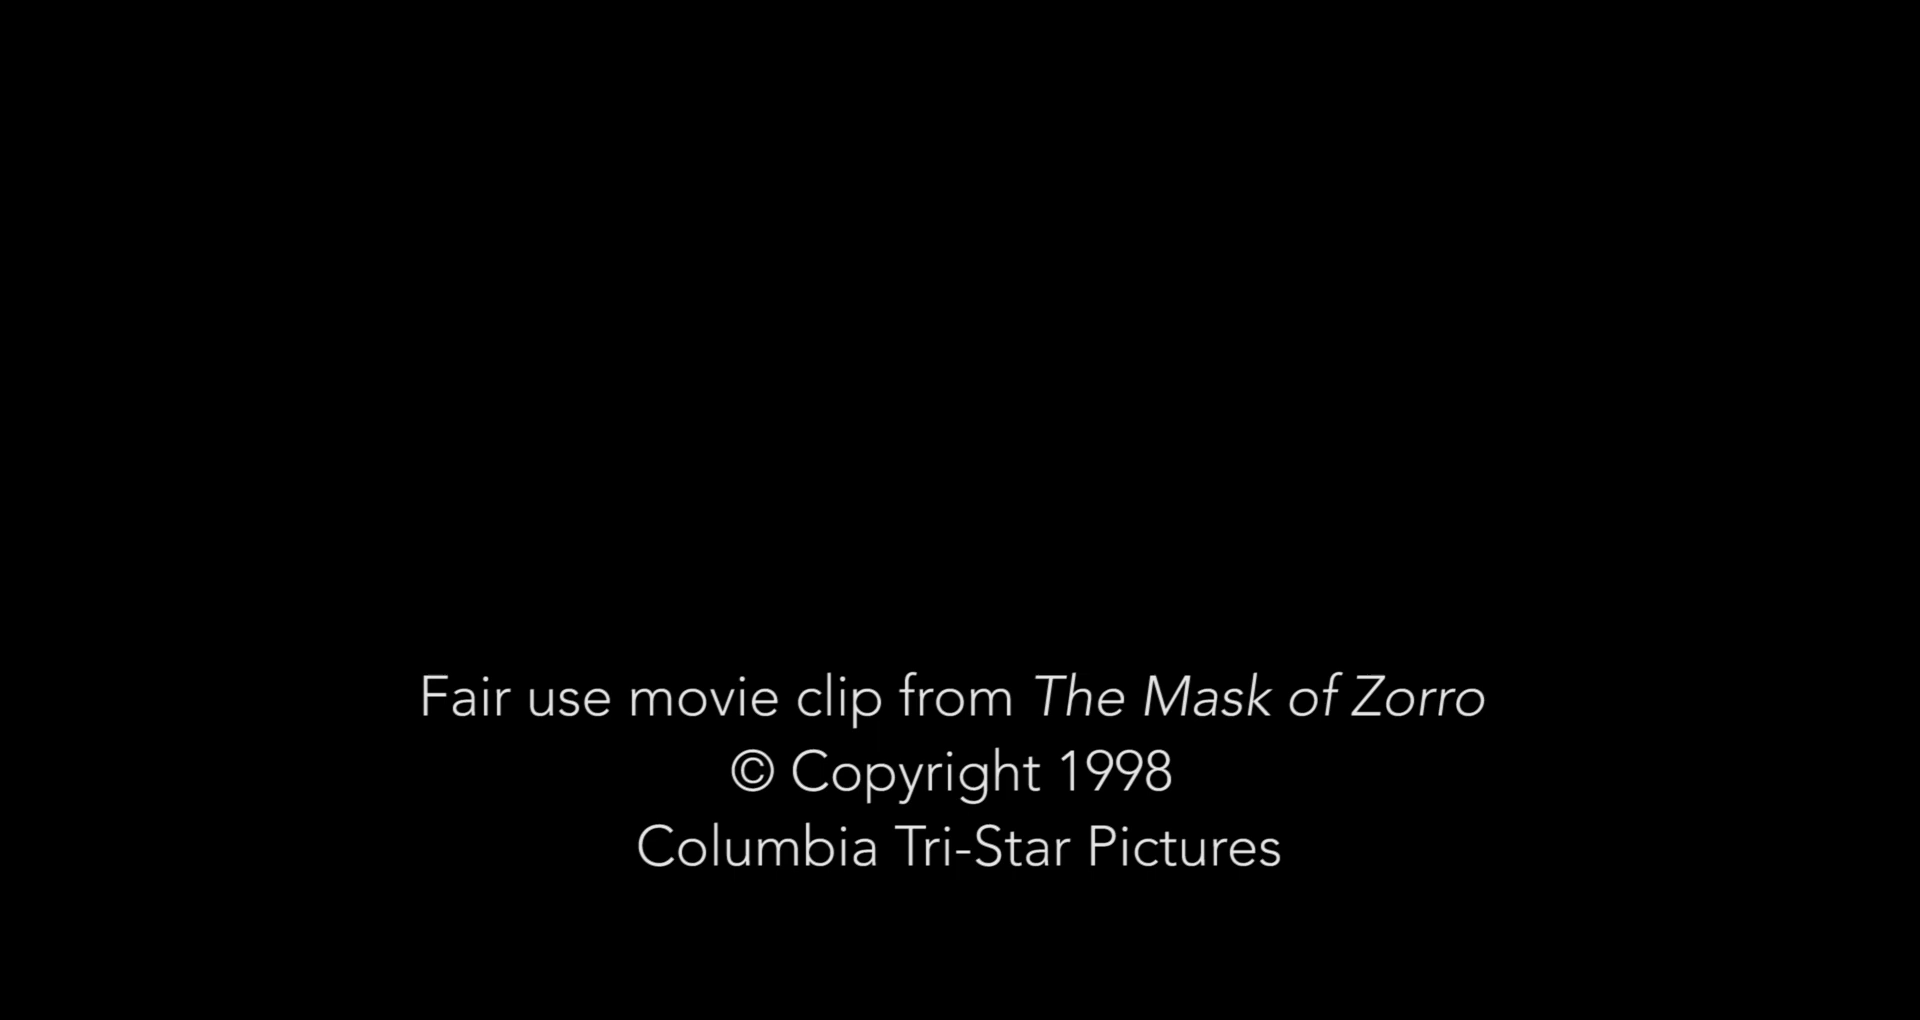 Fair use movie clip from The Mask of Zorro
© Copyright 1998
Columbia Tri-Star Pictures